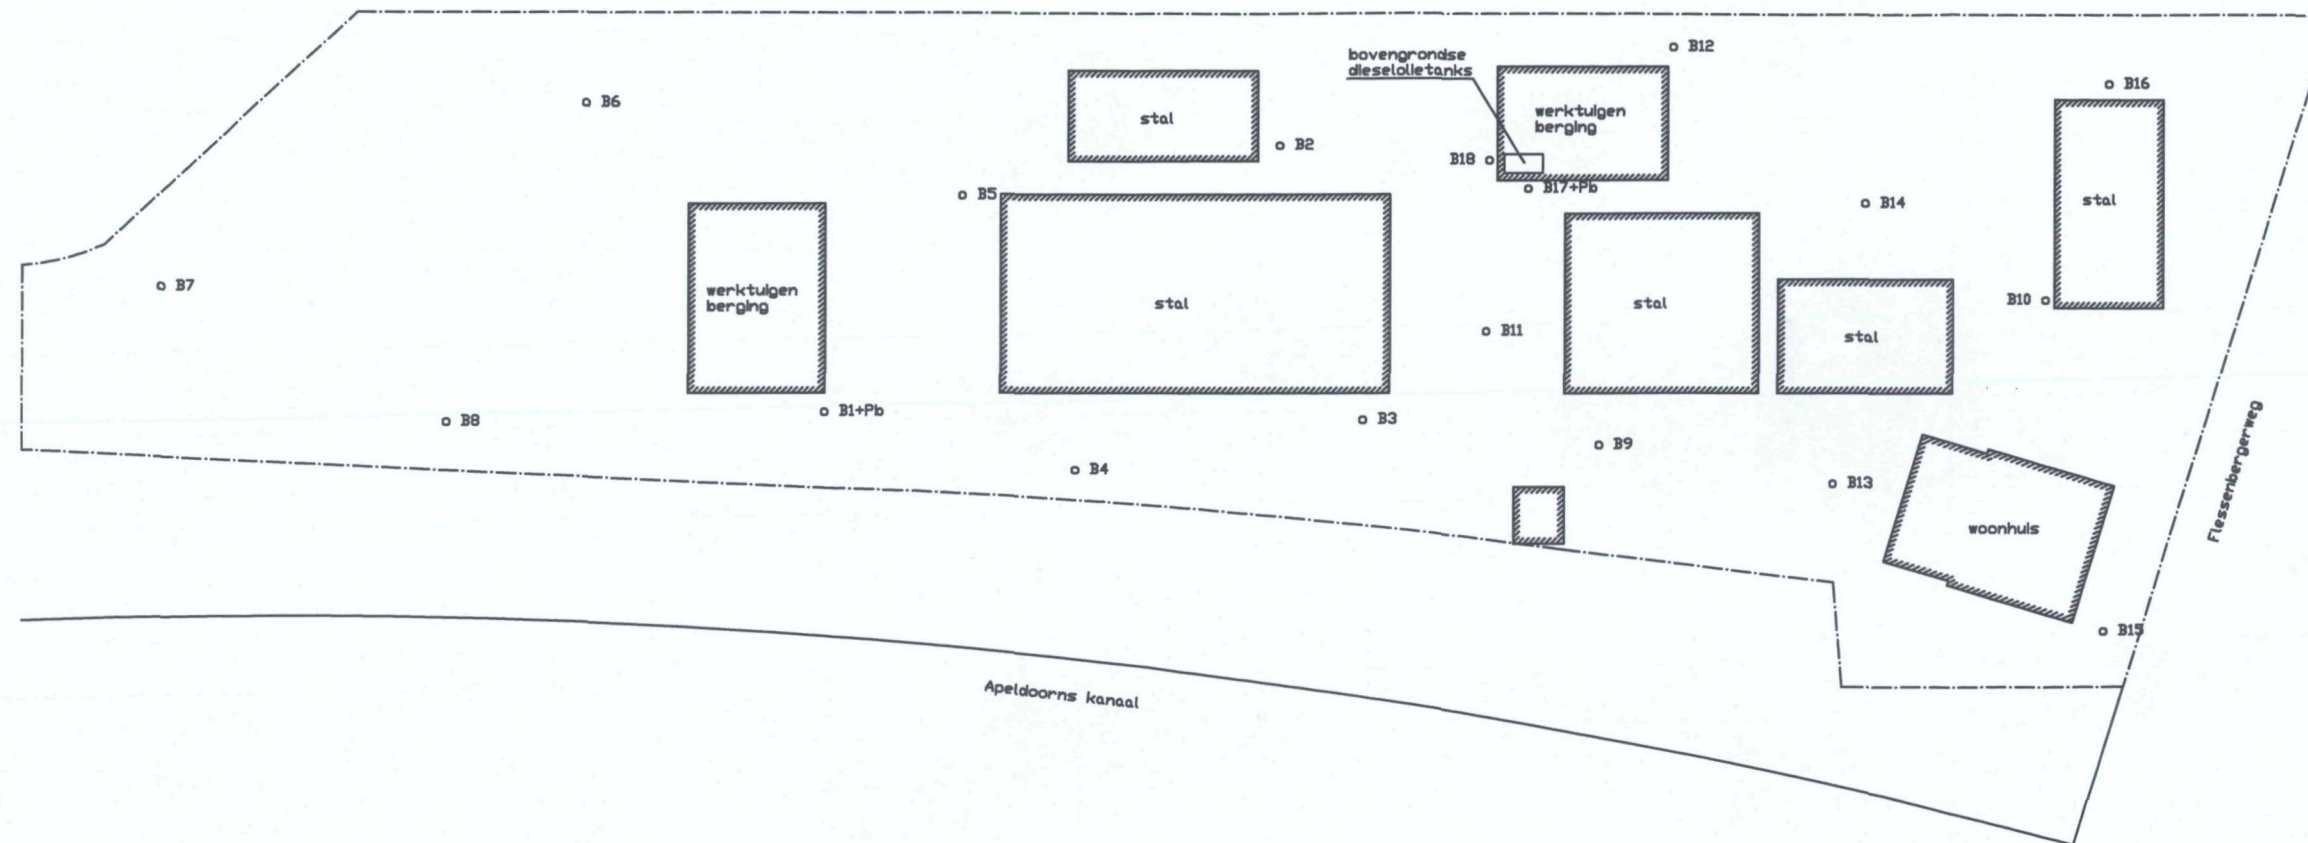 B12
bovengrondse
dieselolietanks
B16
B6
stal
werktuigen
berging
B2
B18
B17+Pb
B5
stal
B14
B7
werktuigen
berging
stal
stal
B10
B11
stal
B1+Pb
B8
B3
B9
B4
B13
Flessenbergerweg
woonhuis
B15
Apeldoorns kanaal